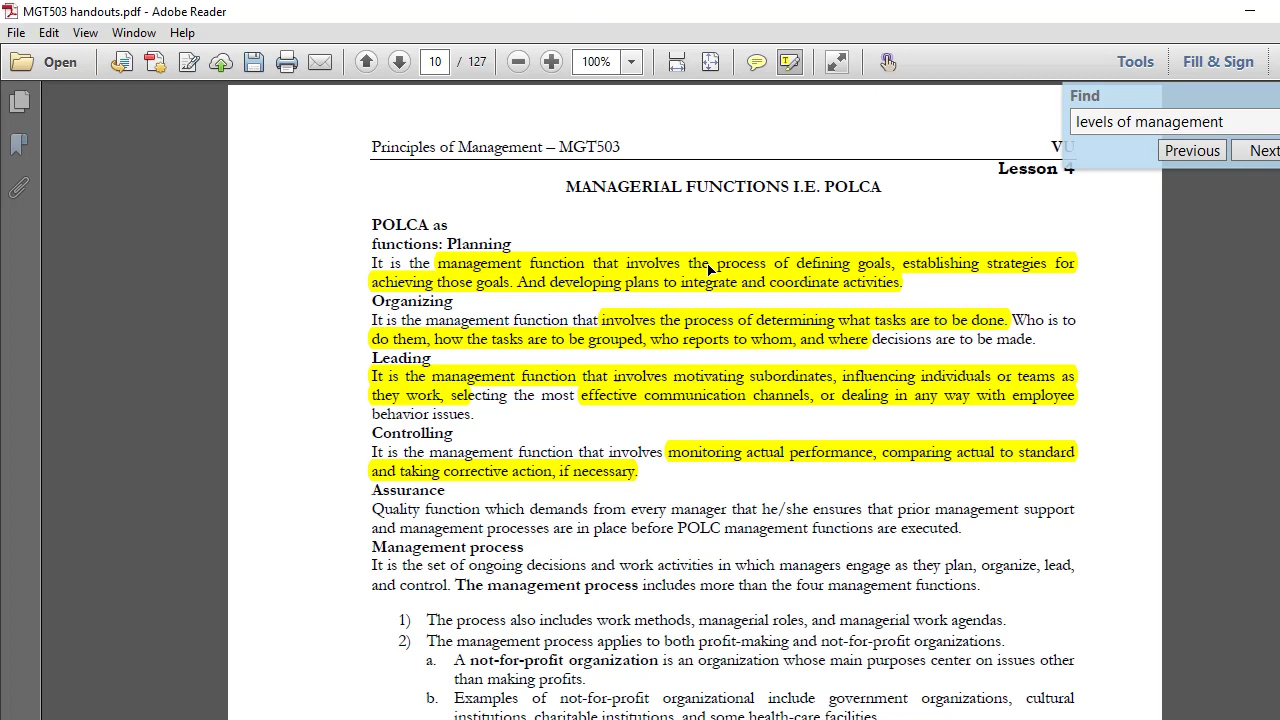 MGT503 handouts.pdf - Adobe Reader
File Edit View Window Help
Open 10 / 127 100% Tools Fill & Sign
Find
levels of management
Previous Next
Principles of Management – MGT503 VU
Lesson 4
MANAGERIAL FUNCTIONS I.E. POLCA
POLCA as
functions: Planning
It is the management function that involves the process of defining goals, establishing strategies for
achieving those goals. And developing plans to integrate and coordinate activities.
Organizing
It is the management function that involves the process of determining what tasks are to be done. Who is to
do them, how the tasks are to be grouped, who reports to whom, and where decisions are to be made.
Leading
It is the management function that involves motivating subordinates, influencing individuals or teams as
they work, selecting the most effective communication channels, or dealing in any way with employee
behavior issues.
Controlling
It is the management function that involves monitoring actual performance, comparing actual to standard
and taking corrective action, if necessary.
Assurance
Quality function which demands from every manager that he/she ensures that prior management support
and management processes are in place before POLC management functions are executed.
Management process
It is the set of ongoing decisions and work activities in which managers engage as they plan, organize, lead,
and control. The management process includes more than the four management functions.
1) The process also includes work methods, managerial roles, and managerial work agendas.
2) The management process applies to both profit-making and not-for-profit organizations.
a. A not-for-profit organization is an organization whose main purposes center on issues other
than making profits.
b. Examples of not-for-profit organizational include government organizations, cultural
institutions, charitable institutions, and some health-care facilities.